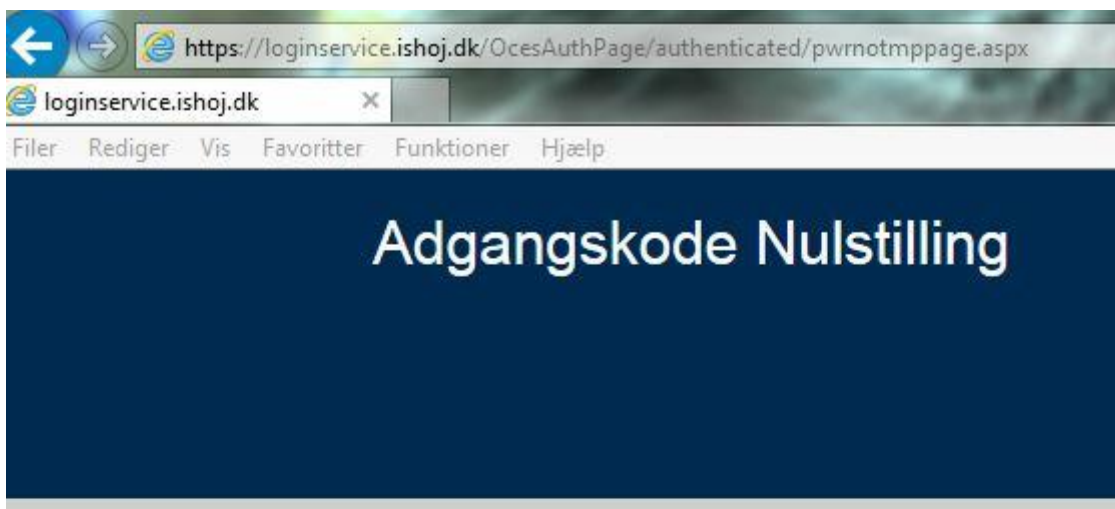 https://loginservice.ishoj.dk/OcesAuthPage/authenticated/pwrnotmppage.aspx
loginservice.ishoj.dk
Filer Rediger Vis Favoritter Funktioner Hjælp
Adgangskode Nulstilling